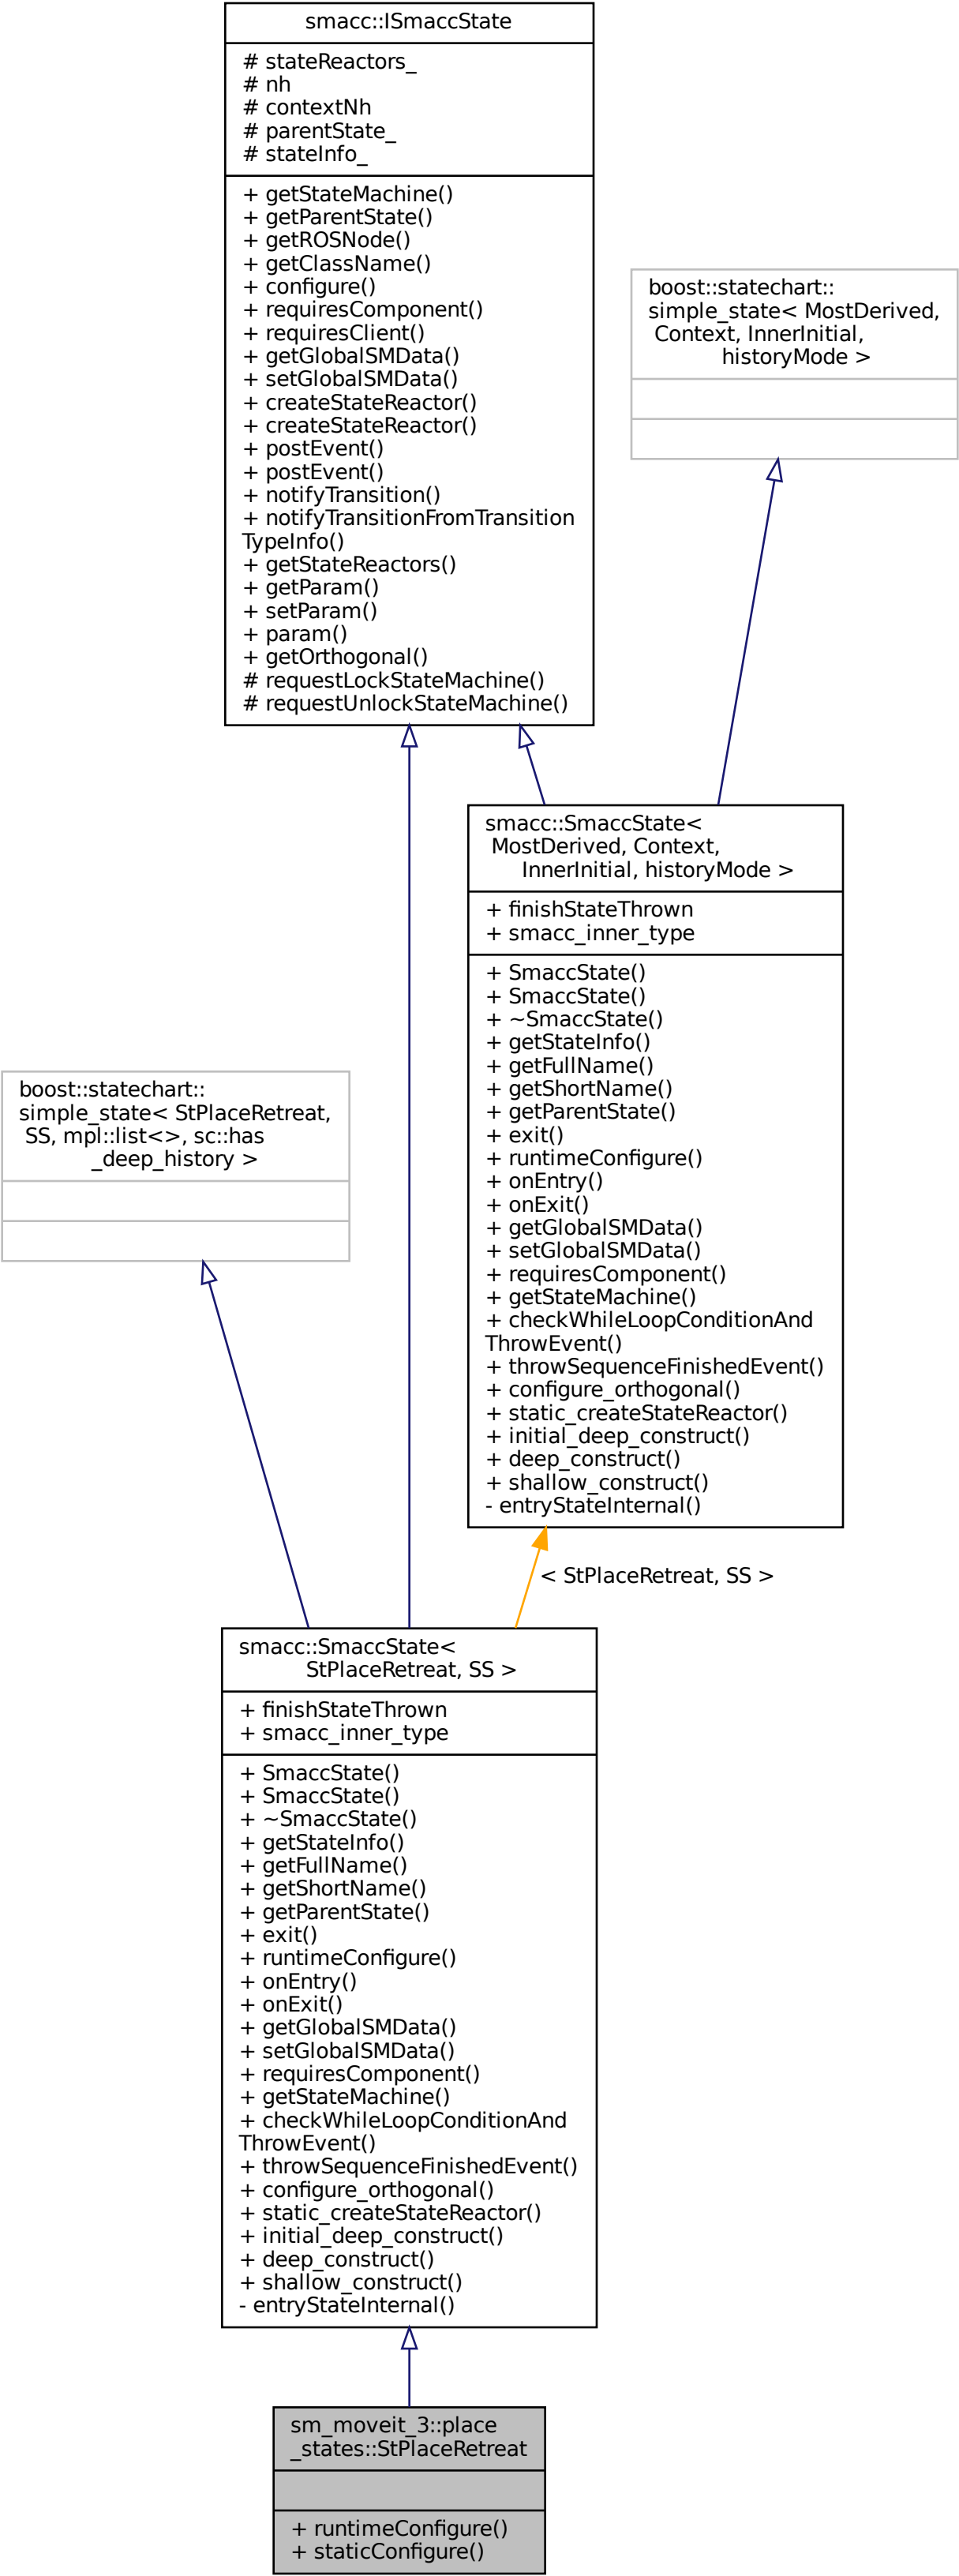 smacc::ISmaccState
# stateReactors_
# nh
# contextNh
# parentState_
# stateInfo_
+ getStateMachine()
+ getParentState()
+ getROSNode()
+ getClassName()
+ configure()
+ requiresComponent()
+ requiresClient()
+ getGlobalSMData()
+ setGlobalSMData()
+ createStateReactor()
+ createStateReactor()
+ postEvent()
+ postEvent()
+ notifyTransition()
+ notifyTransitionFromTransition
TypeInfo()
+ getStateReactors()
+ getParam()
+ setParam()
+ param()
+ getOrthogonal()
# requestLockStateMachine()
# requestUnlockStateMachine()
boost::statechart::
simple_state< MostDerived,
Context, InnerInitial,
historyMode >
smacc::SmaccState<
MostDerived, Context,
InnerInitial, historyMode >
+ finishStateThrown
+ smacc_inner_type
+ SmaccState()
+ SmaccState()
+ ~SmaccState()
+ getStateInfo()
+ getFullName()
+ getShortName()
+ getParentState()
+ exit()
+ runtimeConfigure()
+ onEntry()
+ onExit()
+ getGlobalSMData()
+ setGlobalSMData()
+ requiresComponent()
+ getStateMachine()
+ checkWhileLoopConditionAnd
ThrowEvent()
+ throwSequenceFinishedEvent()
+ configure_orthogonal()
+ static_createStateReactor()
+ initial_deep_construct()
+ deep_construct()
+ shallow_construct()
- entryStateInternal()
boost::statechart::
simple_state< StPlaceRetreat,
SS, mpl::list<>, sc::has
_deep_history >
< StPlaceRetreat, SS >
smacc::SmaccState<
StPlaceRetreat, SS >
+ finishStateThrown
+ smacc_inner_type
+ SmaccState()
+ SmaccState()
+ ~SmaccState()
+ getStateInfo()
+ getFullName()
+ getShortName()
+ getParentState()
+ exit()
+ runtimeConfigure()
+ onEntry()
+ onExit()
+ getGlobalSMData()
+ setGlobalSMData()
+ requiresComponent()
+ getStateMachine()
+ checkWhileLoopConditionAnd
ThrowEvent()
+ throwSequenceFinishedEvent()
+ configure_orthogonal()
+ static_createStateReactor()
+ initial_deep_construct()
+ deep_construct()
+ shallow_construct()
- entryStateInternal()
sm_moveit_3::place
_states::StPlaceRetreat
+ runtimeConfigure()
+ staticConfigure()